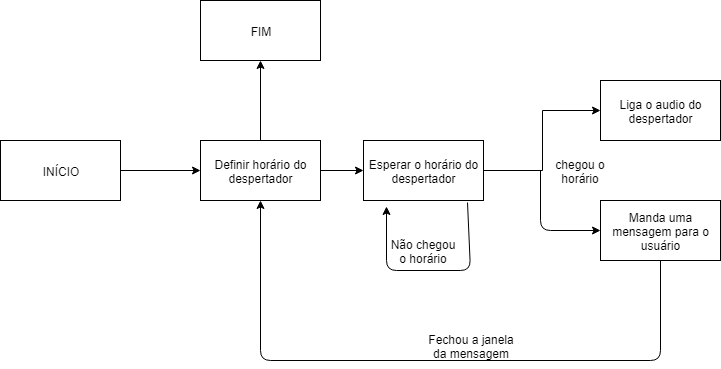 FIM
INÍCIO
Definir horário do
despertador
Esperar o horário do
despertador
Liga o audio do
despertador
chegou o
horário
Manda uma
mensagem para o
usuário
Não chegou
o horário
Fechou a janela
da mensagem